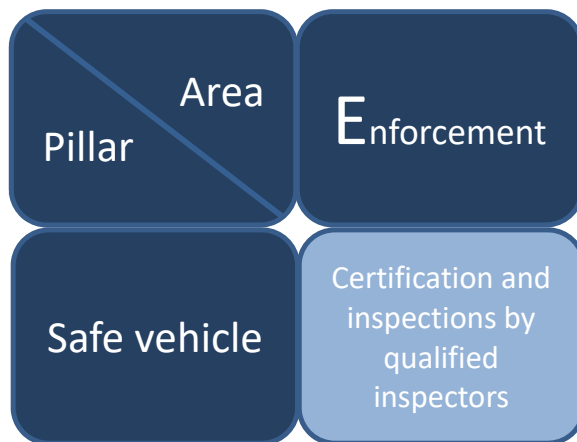 Area
Pillar
Enforcement
Safe vehicle
Certification and
inspections by
qualified
inspectors